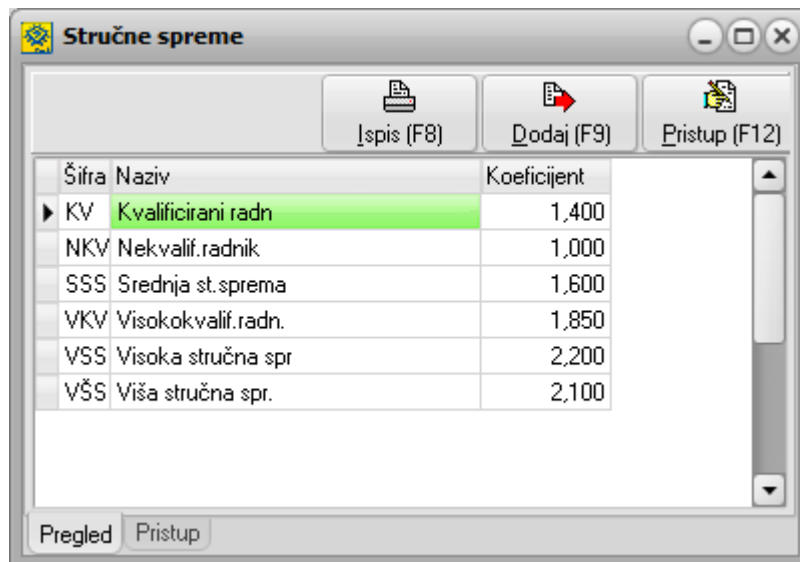 Stručne spreme
Ispis (F8) Dodaj (F9) Pristup (F12)
Šifra Naziv Koeficijent
KV Kvalificirani radn 1,400
NKV Nekvalif.radnik 1,000
SSS Srednja st.sprema 1,600
VKV Visokokvalif.radn. 1,850
VSS Visoka stručna spr 2,200
VŠS Viša stručna spr. 2,100
Pregled Pristup